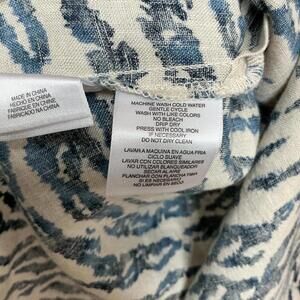 MADE IN CHINA
HECHO EN CHINA
FABRIQUE EN CHINE
FABRICADO NA CHINA
MACHINE WASH COLD WATER
GENTLE CYCLE
WASH WITH LIKE COLORS
NO BLEACH
DRIP DRY
PRESS WITH COOL IRON
IF NECESSARY
DO NOT DRY CLEAN
LAVAR A MAQUINA EN AGUA FRIA
CICLO SUAVE
LAVAR CON COLORES SIMILARES
NO UTILIZAR BLANQUEADOR
SECAR AL AIRE
PLANCHAR CON PLANCHA TIBIA
SI ES NECESARIO
NO LIMPIAR EN SECO